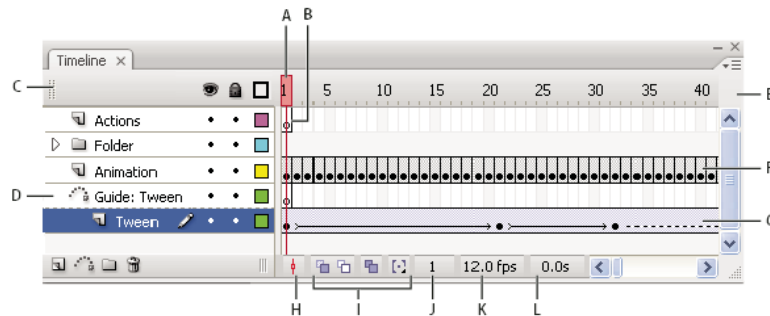 A B
Timeline ×
C
1 5 10 15 20 25 30 35 40
E
Actions
Folder
Animation
F
D
Guide: Tween
Tween
G
1 12.0 fps 0.0s
H I J K L